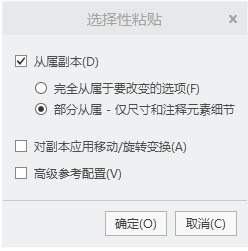 选择性粘贴
从属副本(D)
完全从属于要改变的选项(F)
部分从属 - 仅尺寸和注释元素细节
对副本应用移动/旋转变换(A)
高级参考配置(V)
确定(O) 取消(C)